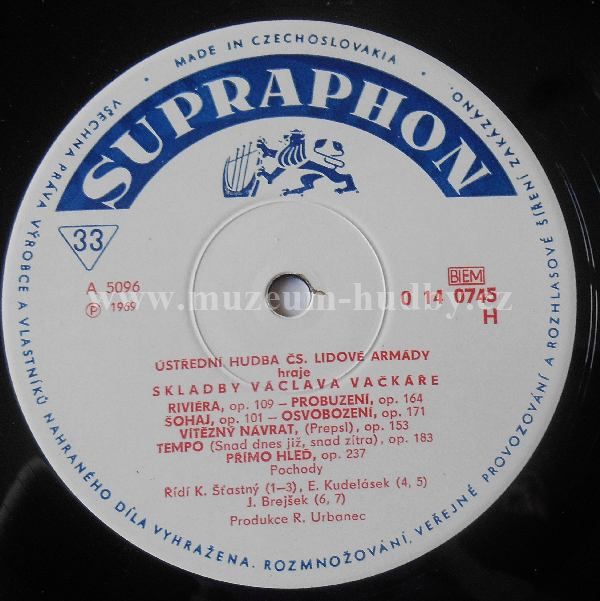 MADE IN CZECHOSLOVAKIA
SUPRAPHON
33
A 5096
℗ 1969
BIEM
0 14 0745
H
www.muzeum-hudby.cz
ÚSTŘEDNÍ HUDBA ČS. LIDOVÉ ARMÁDY
hraje
SKLADBY VÁCLAVA VAČKÁŘE
RIVIÉRA, op. 109 – PROBUZENÍ, op. 164
ŠOHAJ, op. 101 – OSVOBOZENÍ, op. 171
VÍTĚZNÝ NÁVRAT, (Prepsl), op. 153
TEMPO (Snad dnes již, snad zítra), op. 183
PŘÍMO HLEĎ, op. 237
Pochody
Řídí K. Šťastný (1–3), E. Kudelásek (4, 5)
J. Brejšek (6, 7)
Produkce R. Urbanec
VŠECHNA PRÁVA VÝROBCE A VLASTNÍKŮ NAHRANÉHO DÍLA VYHRAŽENA. ROZMNOŽOVÁNÍ, VEŘEJNÉ PROVOZOVÁNÍ A ROZHLASOVÉ ŠÍŘENÍ ZAKÁZÁNO.